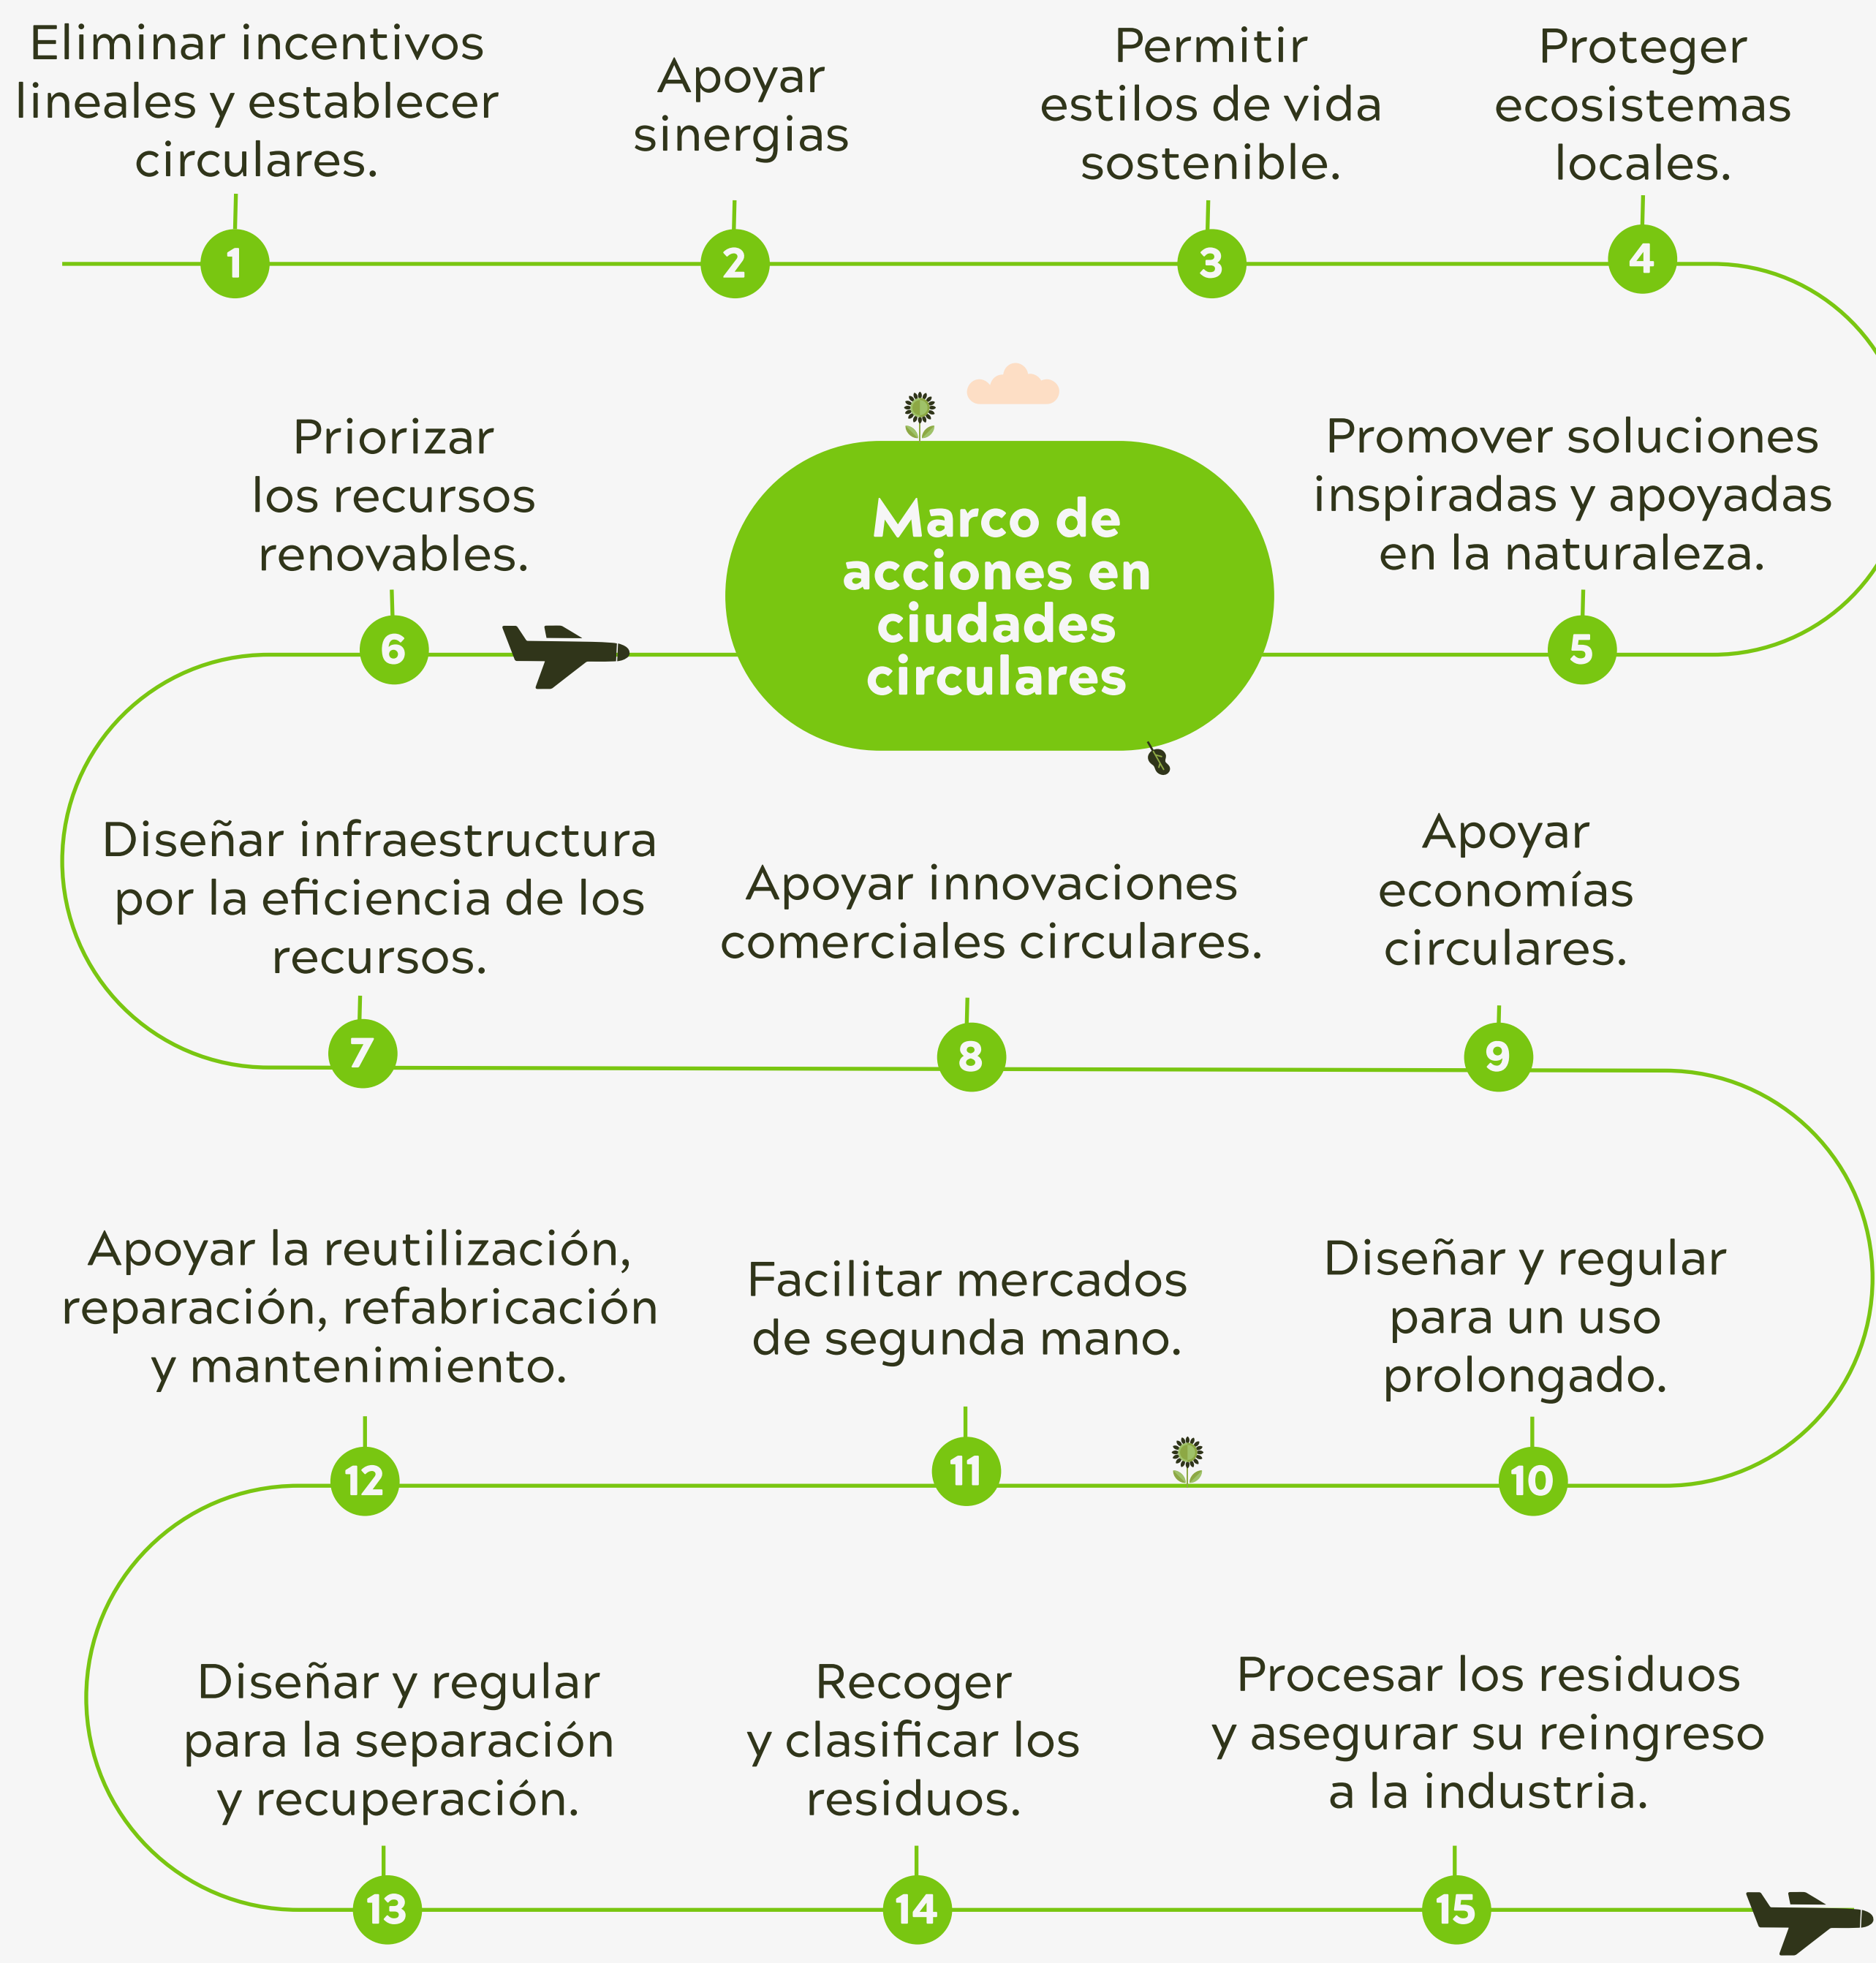 Eliminar incentivos
lineales y establecer
circulares.
1
Apoyar
sinergias
2
Permitir
estilos de vida
sostenible.
3
Proteger
ecosistemas
locales.
4
Promover soluciones
inspiradas y apoyadas
en la naturaleza.
5
Marco de
acciones en
ciudades
circulares
Priorizar
los recursos
renovables.
6
Diseñar infraestructura
por la eficiencia de los
recursos.
7
Apoyar innovaciones
comerciales circulares.
8
Apoyar
economías
circulares.
9
Diseñar y regular
para un uso
prolongado.
10
Facilitar mercados
de segunda mano.
11
Apoyar la reutilización,
reparación, refabricación
y mantenimiento.
12
Diseñar y regular
para la separación
y recuperación.
13
Recoger
y clasificar los
residuos.
14
Procesar los residuos
y asegurar su reingreso
a la industria.
15